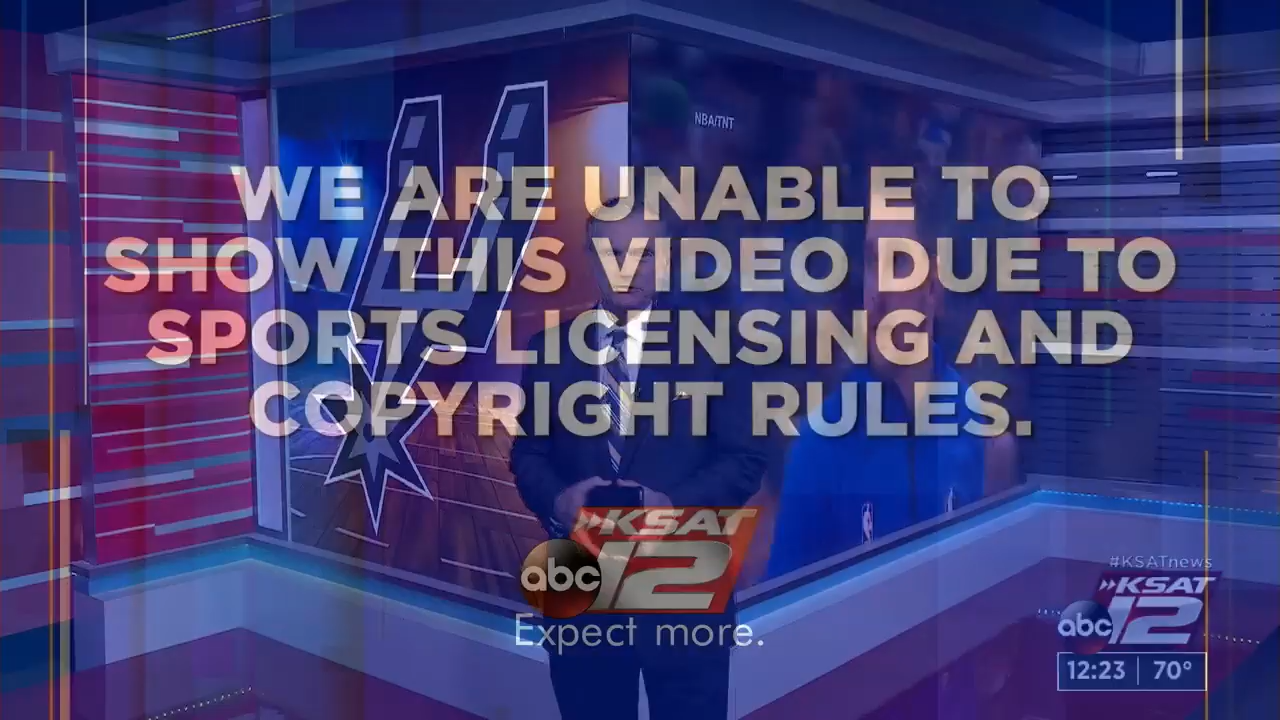 NBA/TNT
WE ARE UNABLE TO
SHOW THIS VIDEO DUE TO
SPORTS LICENSING AND
COPYRIGHT RULES.
KSAT
abc 12
Expect more.
#KSATnews
KSAT
abc 12
12:23 | 70°